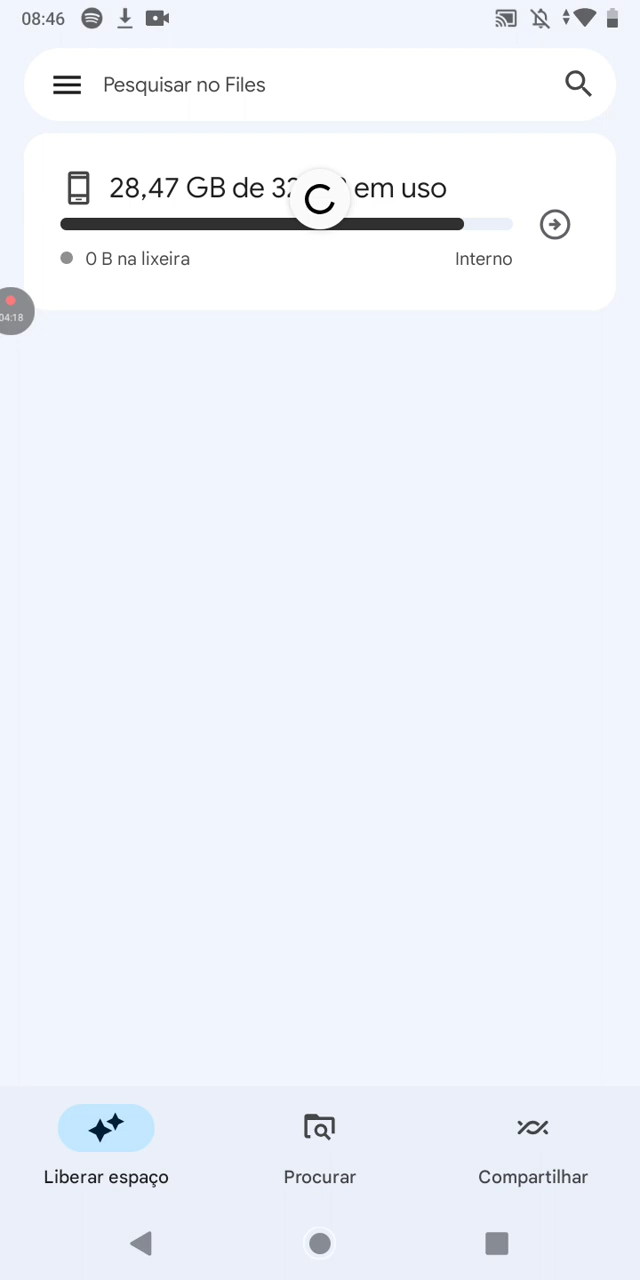 08:46
Pesquisar no Files
28,47 GB de em uso
0 B na lixeira
Interno
04:18
Liberar espaço
Procurar
Compartilhar